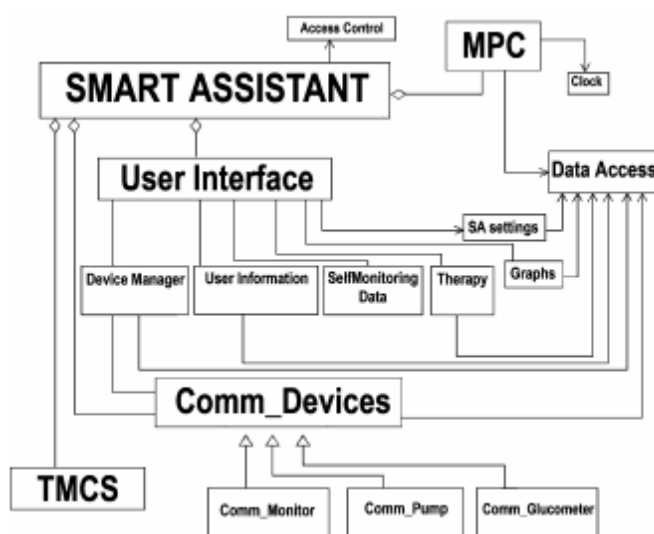 Access Control
MPC
SMART ASSISTANT
Clock
User Interface
Data Access
SA settings
Device Manager
User Information
SelfMonitoring
Data
Therapy
Graphs
Comm_Devices
TMCS
Comm_Monitor
Comm_Pump
Comm_Glucometer